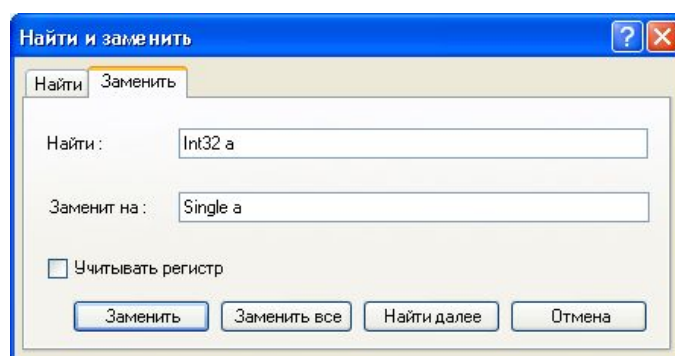 Найти и заменить
Найти Заменить
Найти : Int32 a
Заменит на : Single a
Учитывать регистр
Заменить Заменить все Найти далее Отмена